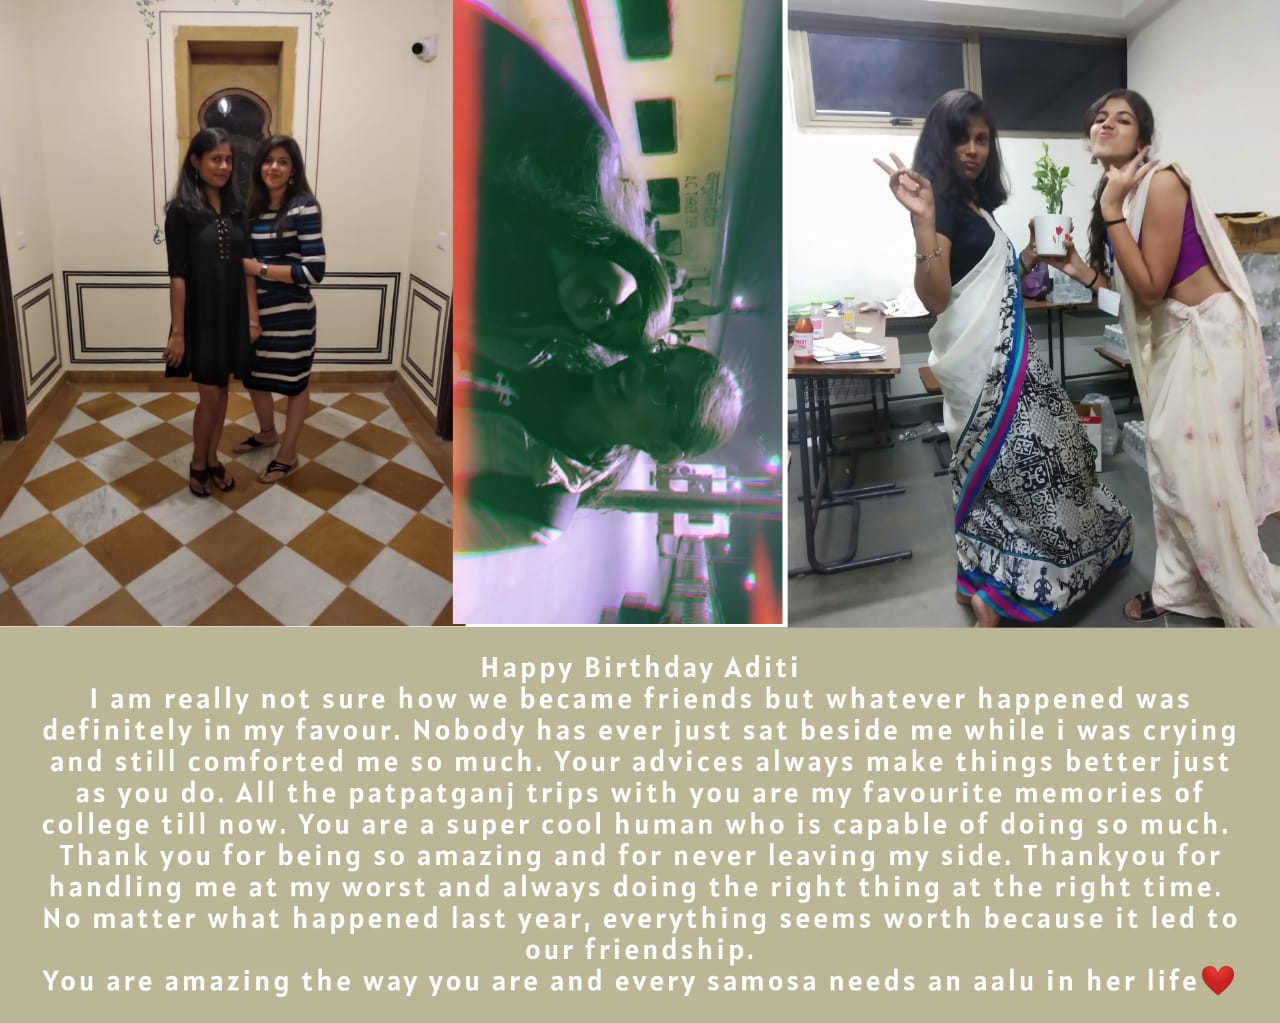 Happy Birthday Aditi
I am really not sure how we became friends but whatever happened was
definitely in my favour. Nobody has ever just sat beside me while i was crying
and still comforted me so much. Your advices always make things better just
as you do. All the patpatganj trips with you are my favourite memories of
college till now. You are a super cool human who is capable of doing so much.
Thank you for being so amazing and for never leaving my side. Thankyou for
handling me at my worst and always doing the right thing at the right time.
No matter what happened last year, everything seems worth because it led to
our friendship.
You are amazing the way you are and every samosa needs an aalu in her life❤️